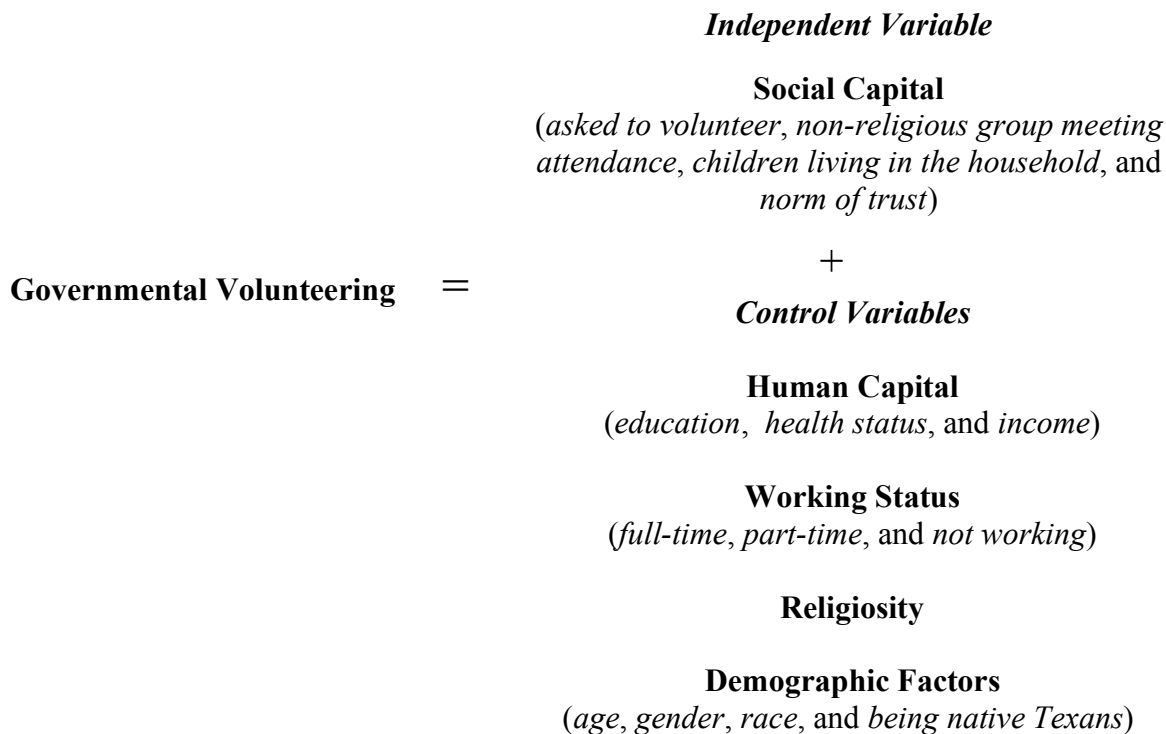 Independent Variable
Social Capital
(asked to volunteer, non-religious group meeting
attendance, children living in the household, and
norm of trust)
+
Governmental Volunteering =
Control Variables
Human Capital
(education, health status, and income)
Working Status
(full-time, part-time, and not working)
Religiosity
Demographic Factors
(age, gender, race, and being native Texans)